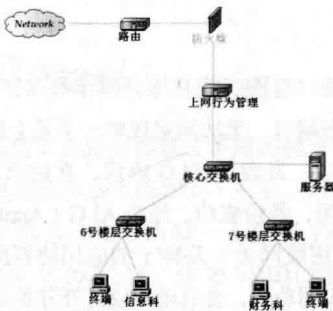 Network
路由
防火墙
上网行为管理
核心交换机
服务器
6号楼层交换机
7号楼层交换机
终端
信息科
财务科
终端